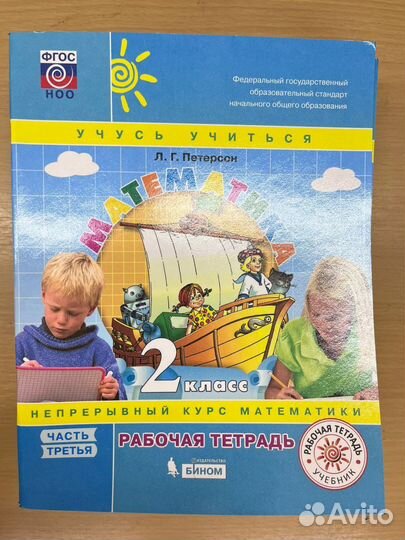 ФГОС
НОО
Федеральный государственный
образовательный стандарт
начального общего образования
УЧУСЬ УЧИТЬСЯ
Л. Г. Петерсон
МАТЕМАТИКА
2 класс
НЕПРЕРЫВНЫЙ КУРС МАТЕМАТИКИ
ЧАСТЬ
ТРЕТЬЯ
РАБОЧАЯ ТЕТРАДЬ
ИЗДАТЕЛЬСТВО
БИНОМ
РАБОЧАЯ ТЕТРАДЬ
УЧЕБНИК
Avito